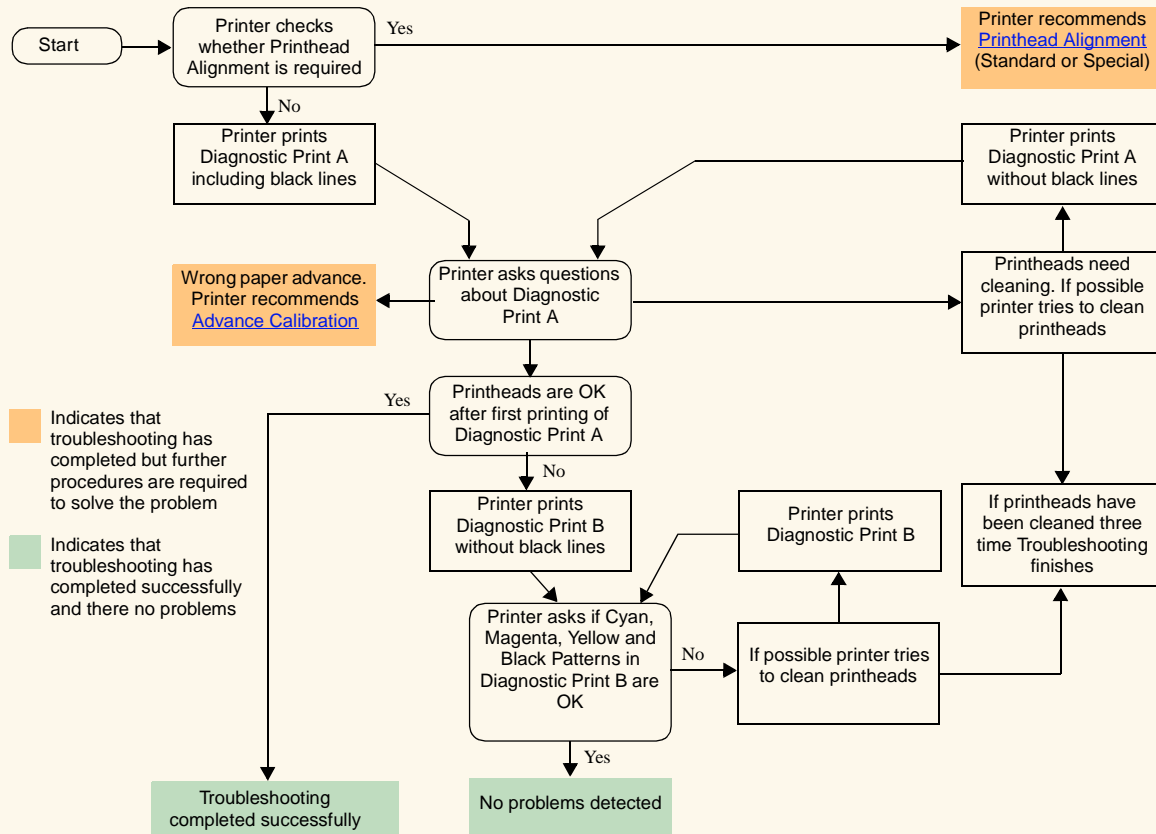 Start
Printer checks
whether Printhead
Alignment is required
Yes
Printer recommends
Printhead Alignment
(Standard or Special)
No
Printer prints
Diagnostic Print A
including black lines
Printer prints
Diagnostic Print A
without black lines
Wrong paper advance.
Printer recommends
Advance Calibration
Printer asks questions
about Diagnostic
Print A
Printheads need
cleaning. If possible
printer tries to clean
printheads
Yes
Printheads are OK
after first printing of
Diagnostic Print A
Indicates that
troubleshooting has
completed but further
procedures are required
to solve the problem
No
Printer prints
Diagnostic Print B
without black lines
Printer prints
Diagnostic Print B
If printheads have
been cleaned three
time Troubleshooting
finishes
Indicates that
troubleshooting has
completed successfully
and there no problems
Printer asks if Cyan,
Magenta, Yellow and
Black Patterns in
Diagnostic Print B are
OK
No
If possible printer tries
to clean printheads
Yes
Troubleshooting
completed successfully
No problems detected